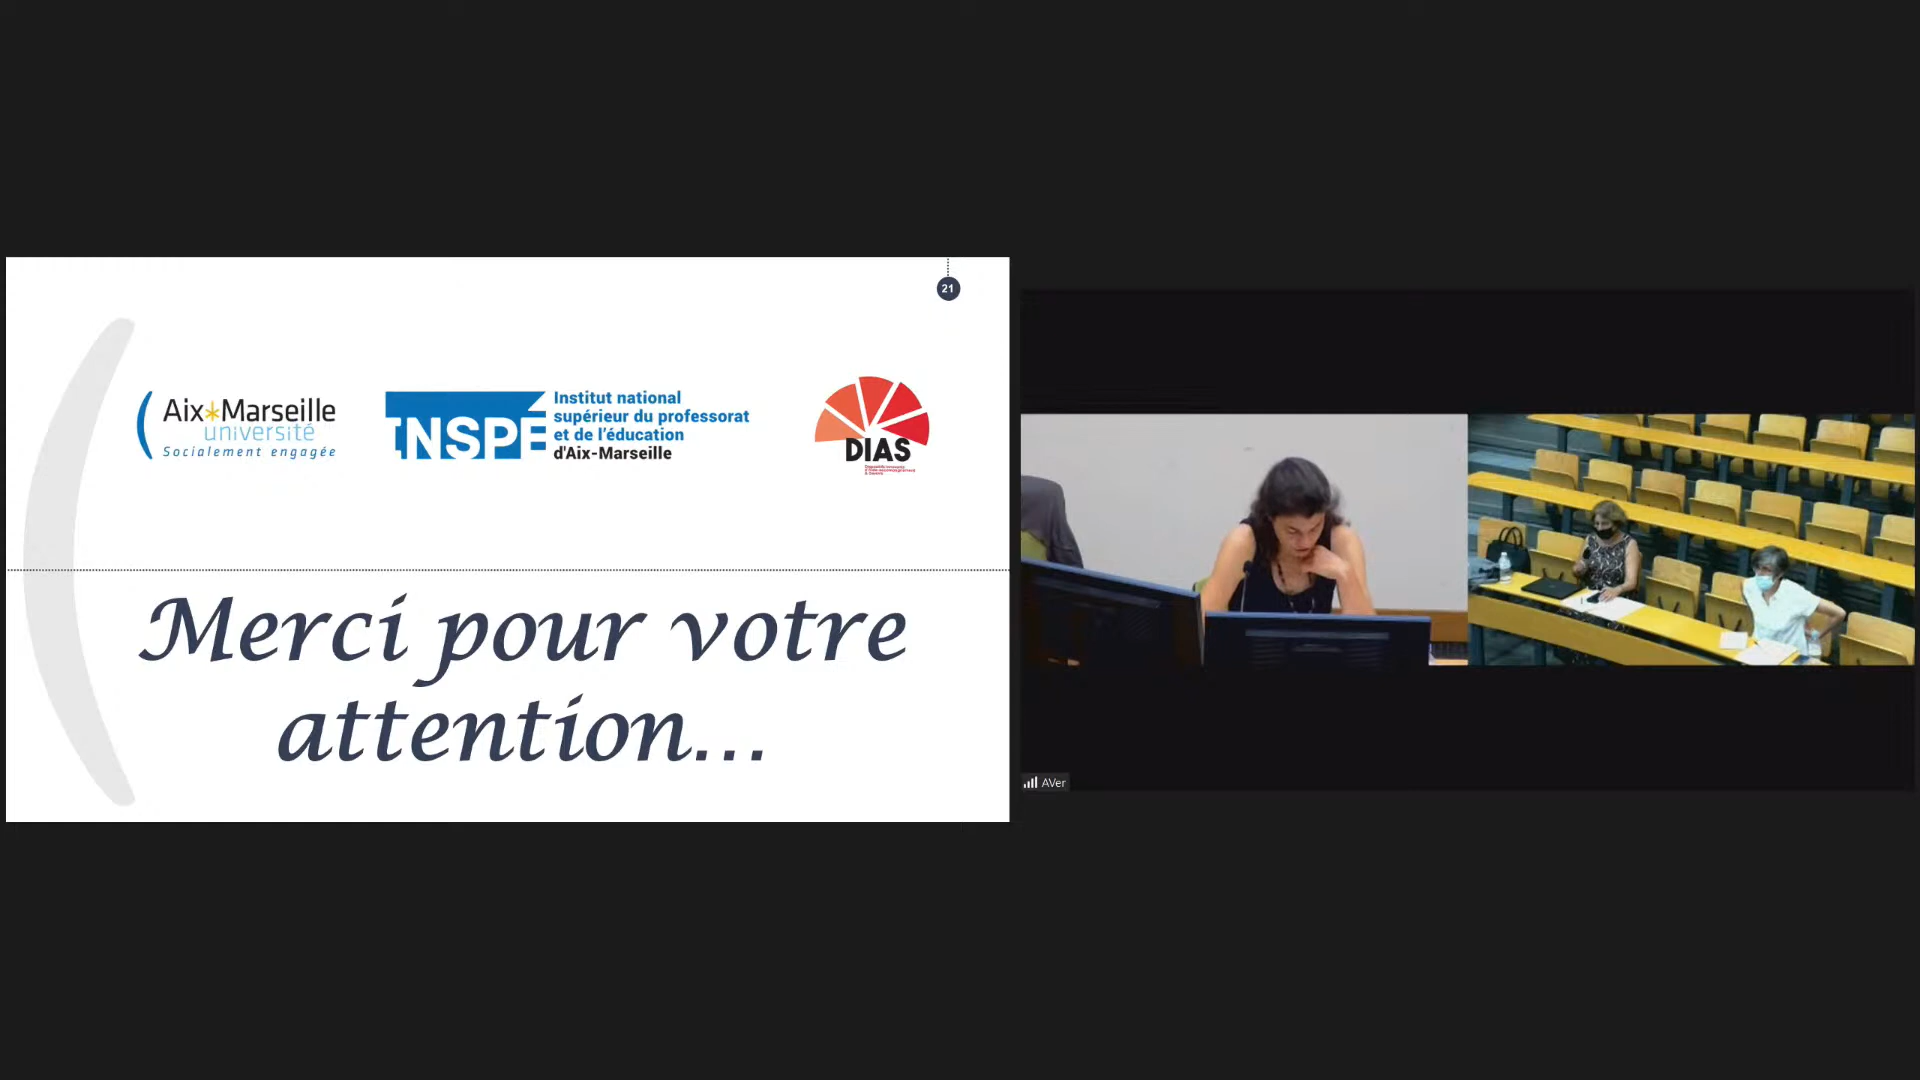 21
Aix*Marseille
université
Socialement engagée
INSPÉ
Institut national
supérieur du professorat
et de l'éducation
d'Aix-Marseille
DIAS
Merci pour votre
attention...
AVer